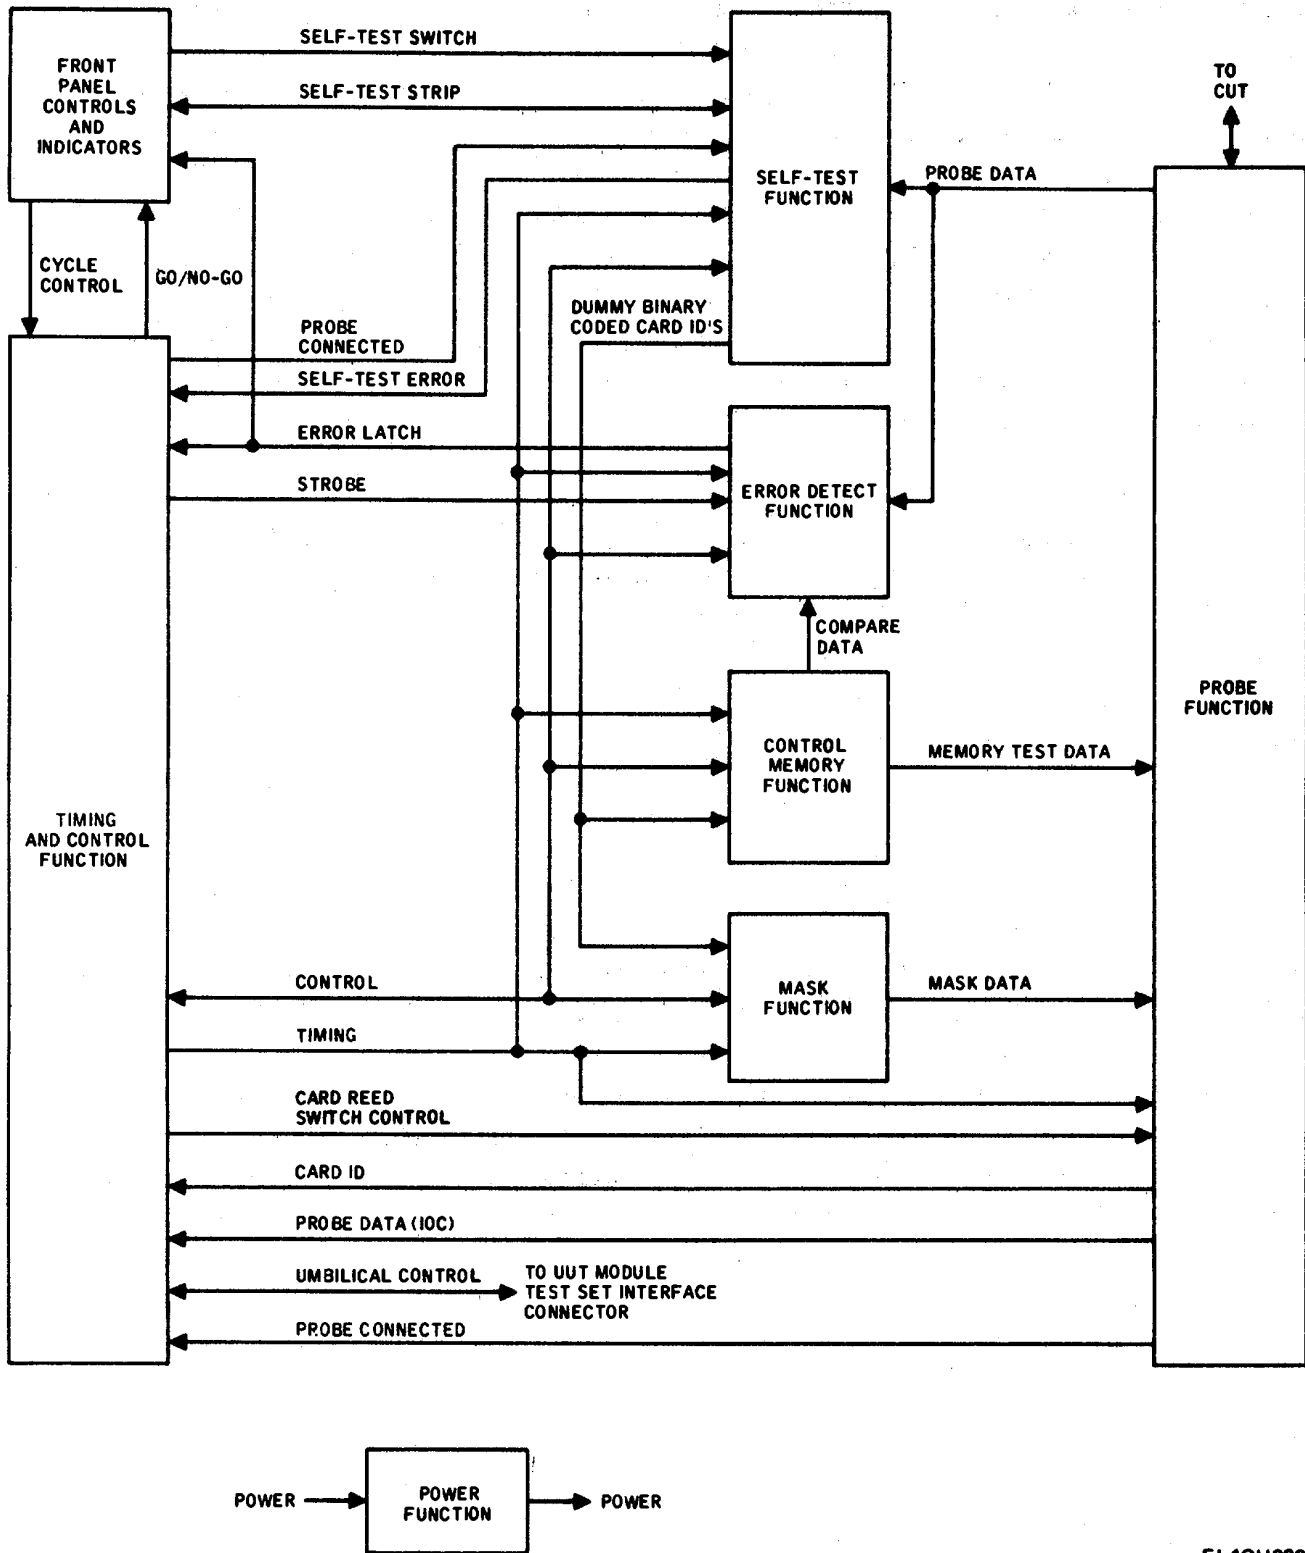 FRONT
PANEL
CONTROLS
AND
INDICATORS
SELF-TEST SWITCH
SELF-TEST STRIP
SELF-TEST
FUNCTION
TO
CUT
PROBE DATA
CYCLE
CONTROL
GO/NO-GO
DUMMY BINARY
CODED CARD ID'S
PROBE
CONNECTED
SELF-TEST ERROR
ERROR LATCH
STROBE
ERROR DETECT
FUNCTION
COMPARE
DATA
CONTROL
MEMORY
FUNCTION
MEMORY TEST DATA
PROBE
FUNCTION
TIMING
AND CONTROL
FUNCTION
CONTROL
TIMING
MASK
FUNCTION
MASK DATA
CARD REED
SWITCH CONTROL
CARD ID
PROBE DATA (IOC)
UMBILICAL CONTROL
TO UUT MODULE
TEST SET INTERFACE
CONNECTOR
PROBE CONNECTED
POWER
POWER
FUNCTION
POWER